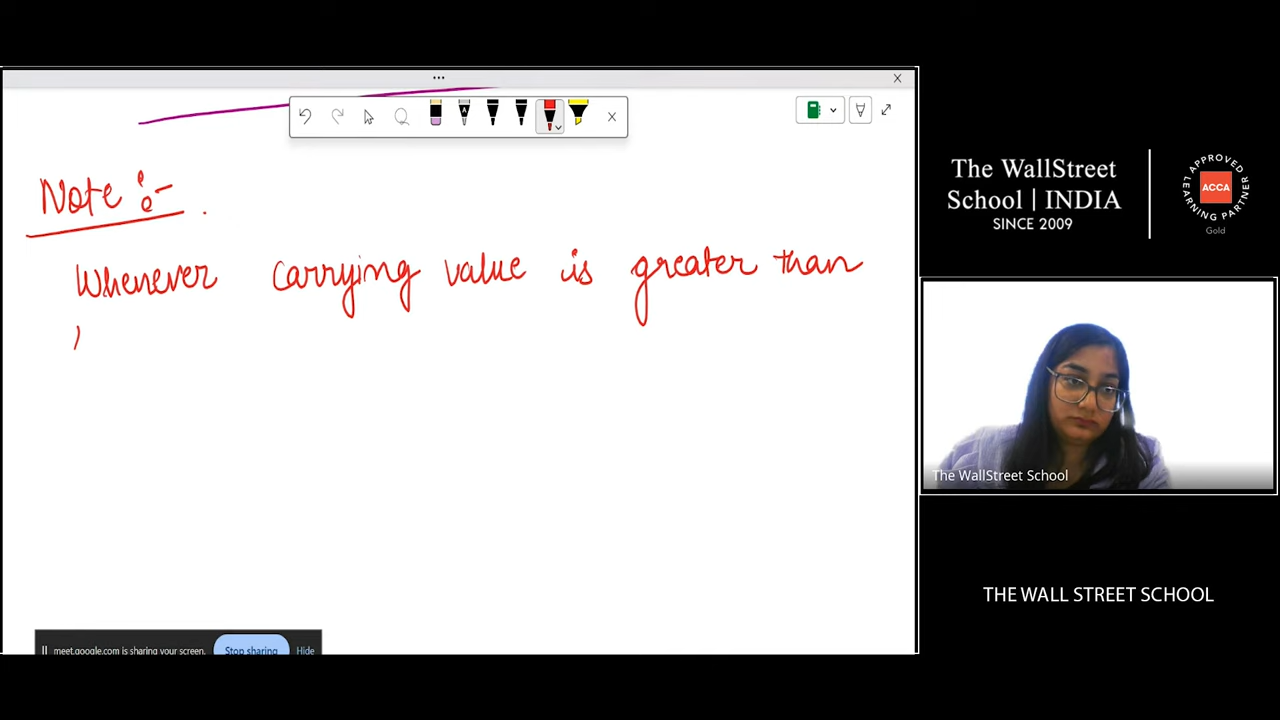 Note :-
Whenever carrying value is greater than
The WallStreet
School | INDIA
SINCE 2009
APPROVED
ACCA
LEARNING PARTNER
Gold
The WallStreet School
THE WALL STREET SCHOOL
meet.google.com is sharing your screen.
Stop sharing
Hide